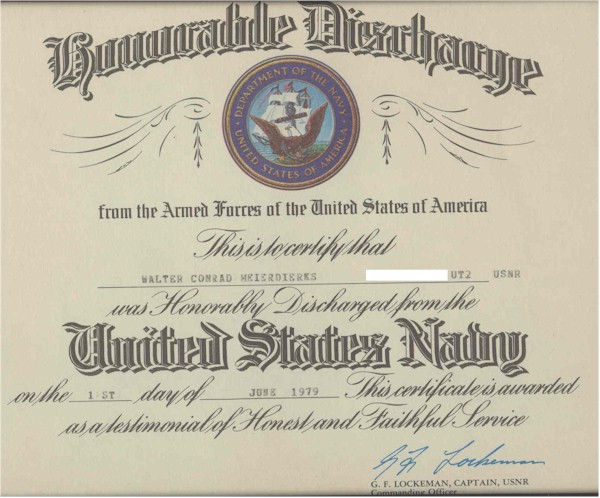 Honorable Discharge
DEPARTMENT OF THE NAVY
UNITED STATES OF AMERICA
from the Armed Forces of the United States of America
This is to certify that
WALTER CONRAD MEIERDIERKS UT2 USNR
was Honorably Discharged from the
United States Navy
on the 1ST day of JUNE 1979 This certificate is awarded
as a testimonial of Honest and Faithful Service
G F Lockeman
G. F. LOCKEMAN, CAPTAIN, USNR
Commanding Officer